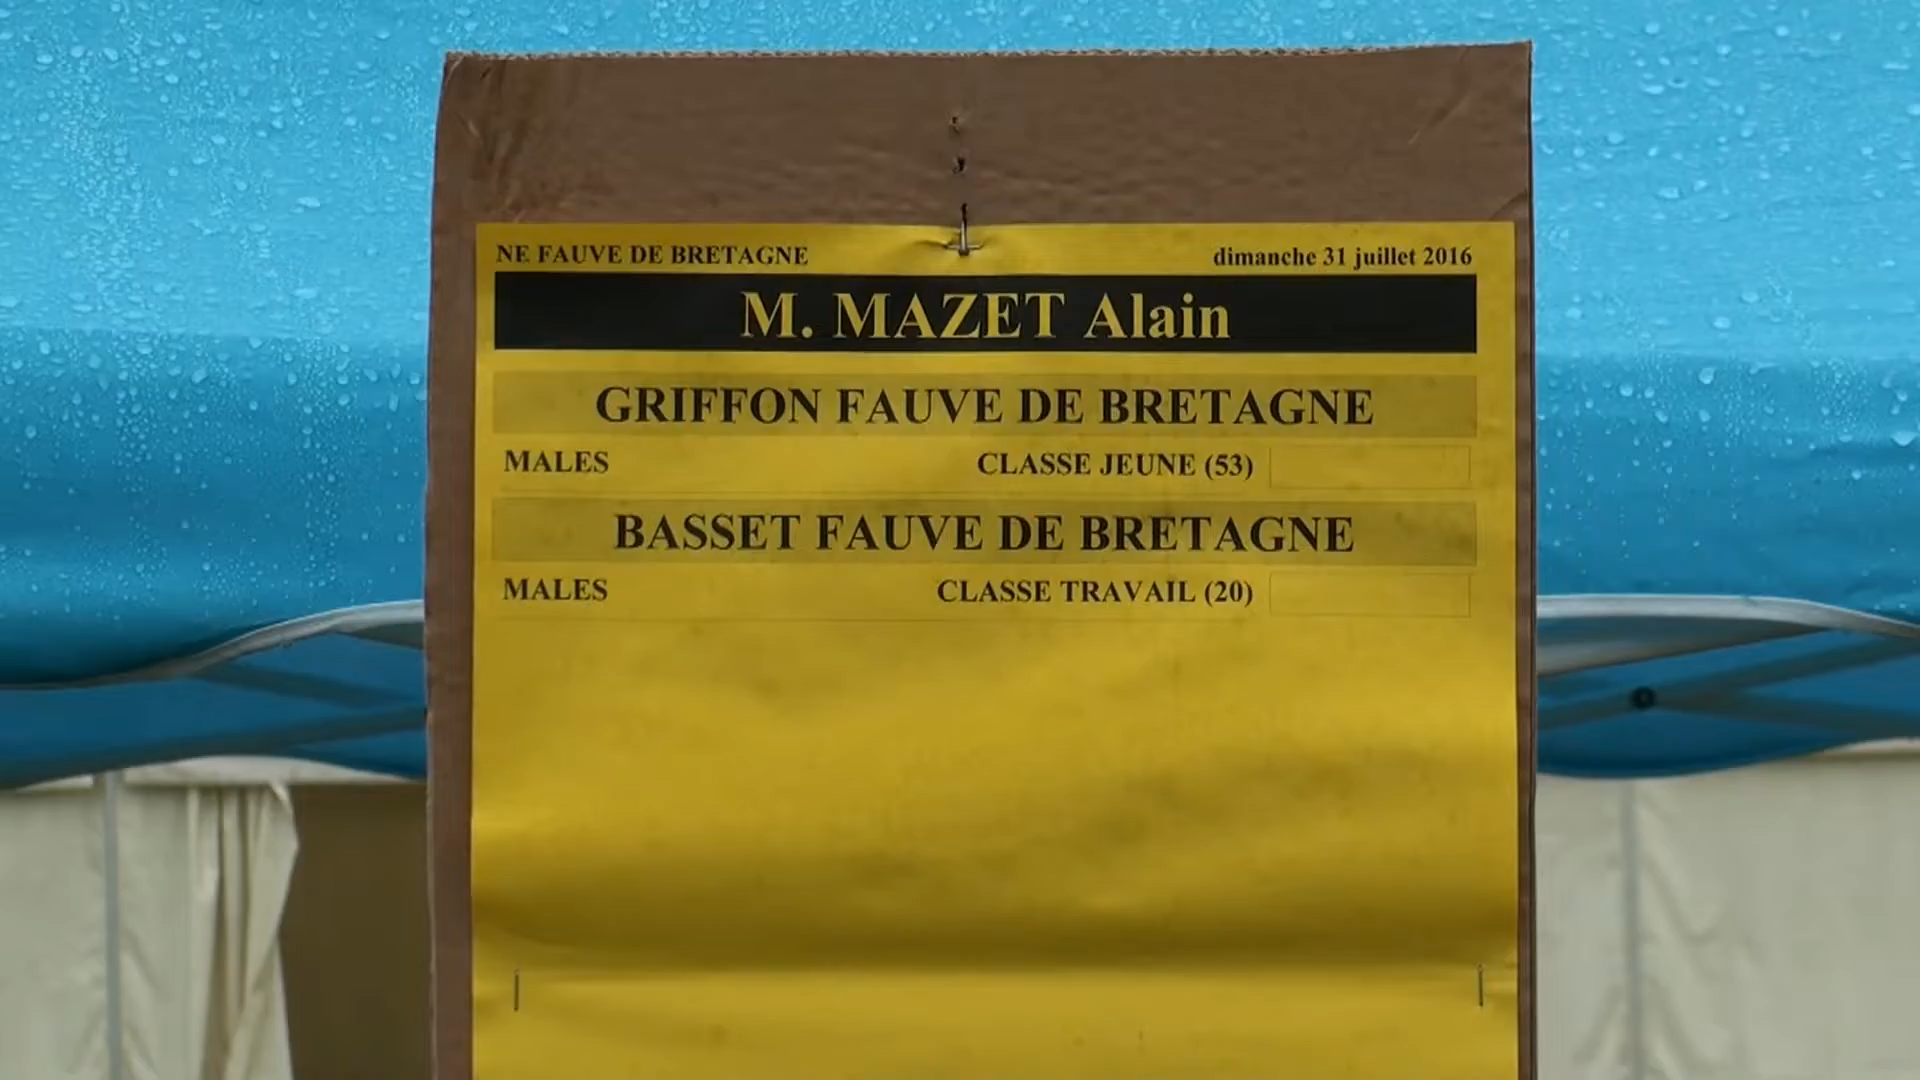 NE FAUVE DE BRETAGNE dimanche 31 juillet 2016
M. MAZET Alain
GRIFFON FAUVE DE BRETAGNE
MALES CLASSE JEUNE (53)
BASSET FAUVE DE BRETAGNE
MALES CLASSE TRAVAIL (20)